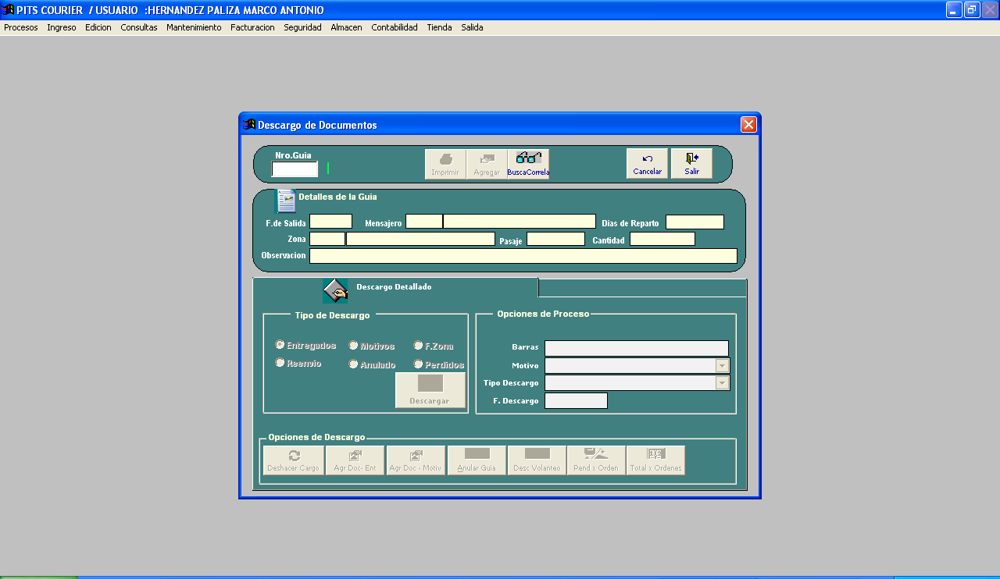 PITS COURIER / USUARIO :HERNANDEZ PALIZA MARCO ANTONIO
Procesos Ingreso Edicion Consultas Mantenimiento Facturacion Seguridad Almacen Contabilidad Tienda Salida
Descargo de Documentos
Nro.Guia
Imprimir Agregar BuscaCorrela Cancelar Salir
Detalles de la Guia
F.de Salida Mensajero Dias de Reparto
Zona Pasaje Cantidad
Observacion
Descargo Detallado
Tipo de Descargo Opciones de Proceso
Entregados Motivos F.Zona Barras
Reenvio Anulado Perdidos Motivo
Tipo Descargo
Descargar F. Descargo
Opciones de Descargo
Deshacer Cargo Agr Doc- Ent Agr Doc - Motiv Anular Guia Desc Volanteo Pend x Orden Total x Ordenes